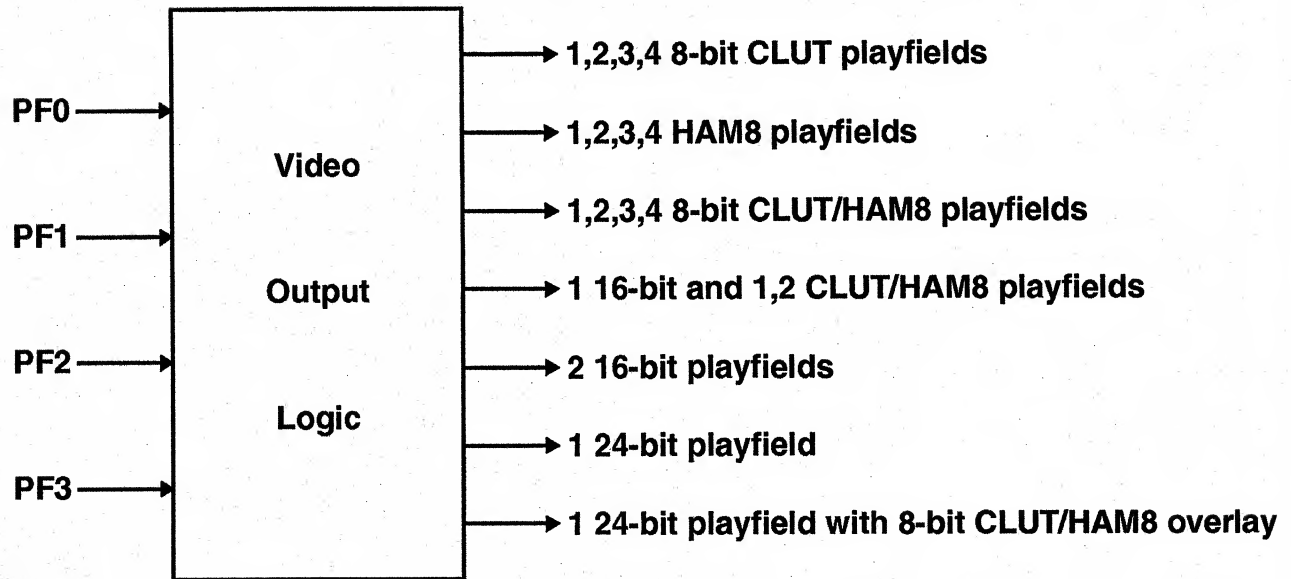 PF0
PF1
PF2
PF3
Video
Output
Logic
1,2,3,4 8-bit CLUT playfields
1,2,3,4 HAM8 playfields
1,2,3,4 8-bit CLUT/HAM8 playfields
1 16-bit and 1,2 CLUT/HAM8 playfields
2 16-bit playfields
1 24-bit playfield
1 24-bit playfield with 8-bit CLUT/HAM8 overlay